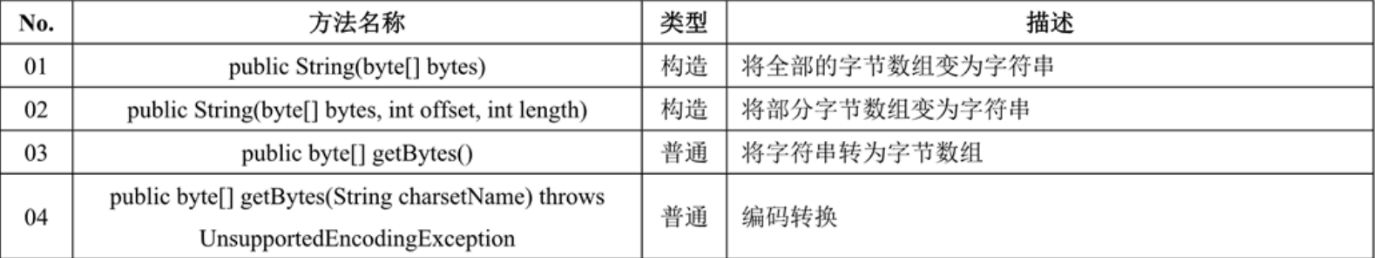 No. 方法名称 类型 描述
01 public String(byte[] bytes) 构造 将全部的字节数组变为字符串
02 public String(byte[] bytes, int offset, int length) 构造 将部分字节数组变为字符串
03 public byte[] getBytes() 普通 将字符串转为字节数组
04 public byte[] getBytes(String charsetName) throws
UnsupportedEncodingException 普通 编码转换